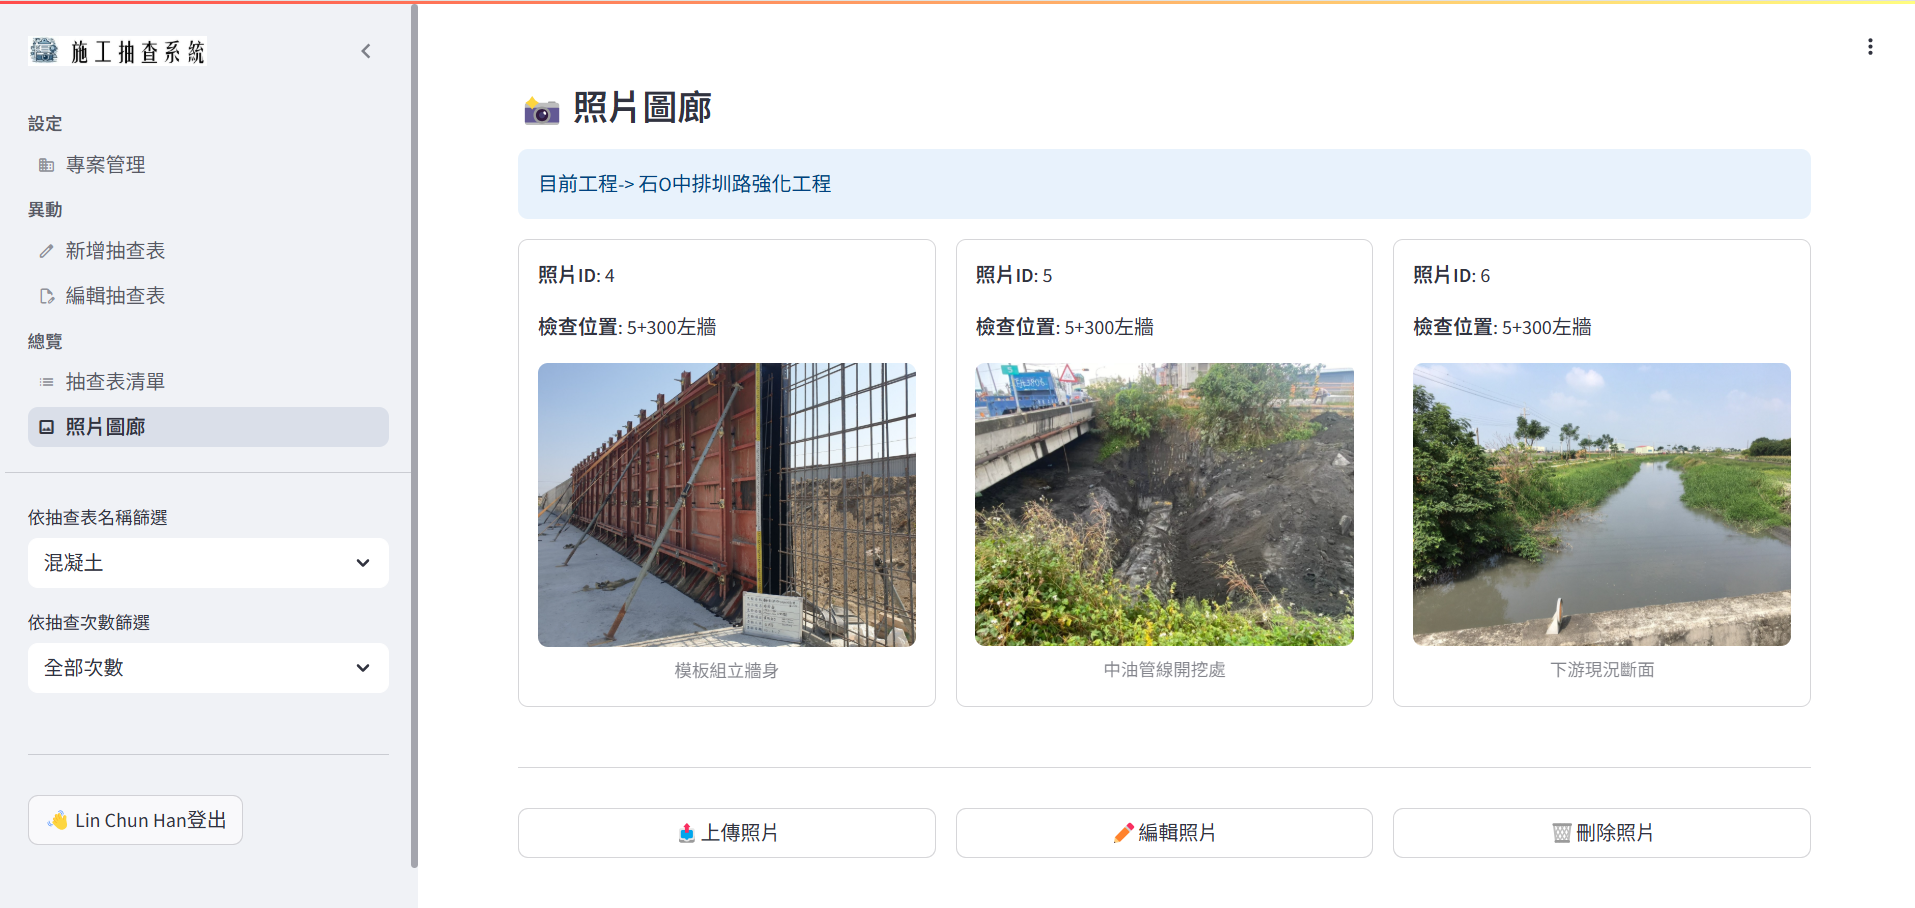 施工抽查系統
設定
專案管理
異動
新增抽查表
編輯抽查表
總覽
抽查表清單
照片圖廊
依抽查表名稱篩選
混凝土
依抽查次數篩選
全部次數
Lin Chun Han登出
照片圖廊
目前工程-> 石O中排圳路強化工程
照片ID: 4
檢查位置: 5+300左牆
模板組立牆身
照片ID: 5
檢查位置: 5+300左牆
中油管線開挖處
照片ID: 6
檢查位置: 5+300左牆
下游現況斷面
上傳照片
編輯照片
刪除照片